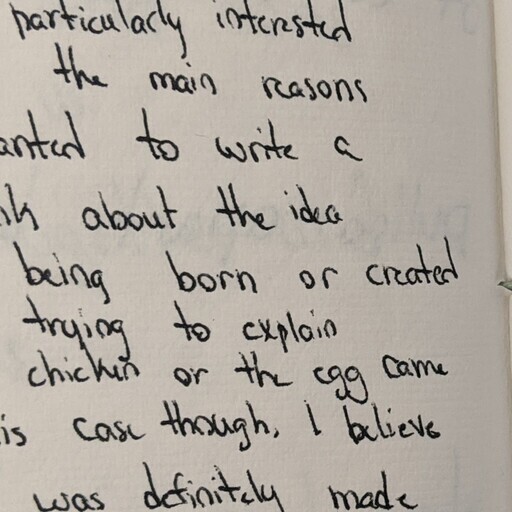 particularly interested
the main reasons
anted to write a
about the idea
being born or created
trying to explain
chicken or the egg came
is case though, I believe
was definitely made